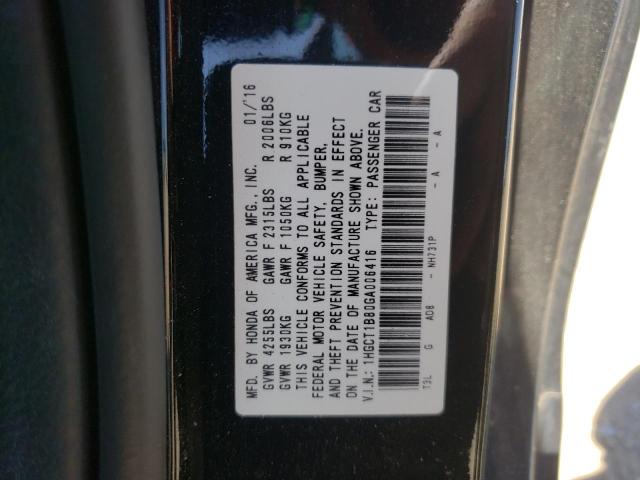 MFD. BY HONDA OF AMERICA MFG., INC. 01/'16
GVWR 4255LBS GAWR F 2315LBS R 2006LBS
GVWR 1930KG GAWR F 1050KG R 910KG
THIS VEHICLE CONFORMS TO ALL APPLICABLE
FEDERAL MOTOR VEHICLE SAFETY, BUMPER,
AND THEFT PREVENTION STANDARDS IN EFFECT
ON THE DATE OF MANUFACTURE SHOWN ABOVE.
V.I.N.: 1HGCT1B80GA006416 TYPE: PASSENGER CAR
T3L G AD8 - NH731P - A - A